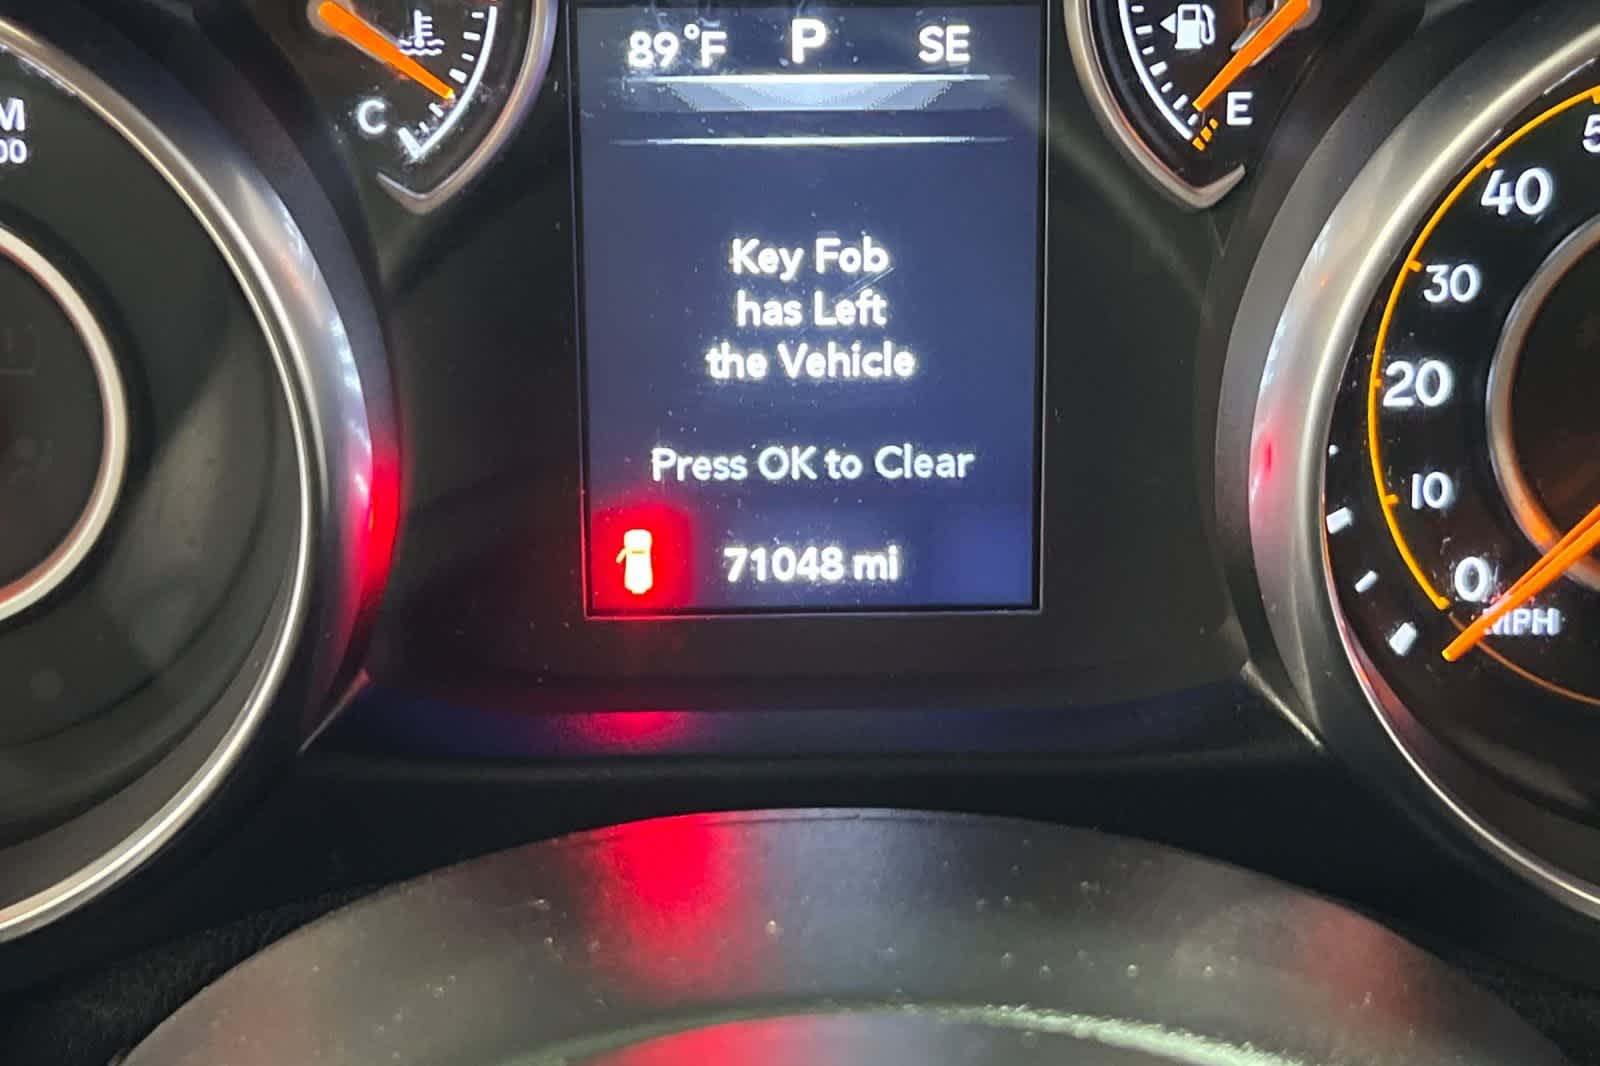 89°F P SE
C
E
Key Fob
has Left
the Vehicle
Press OK to Clear
71048 mi
40
30
20
10
0
MPH